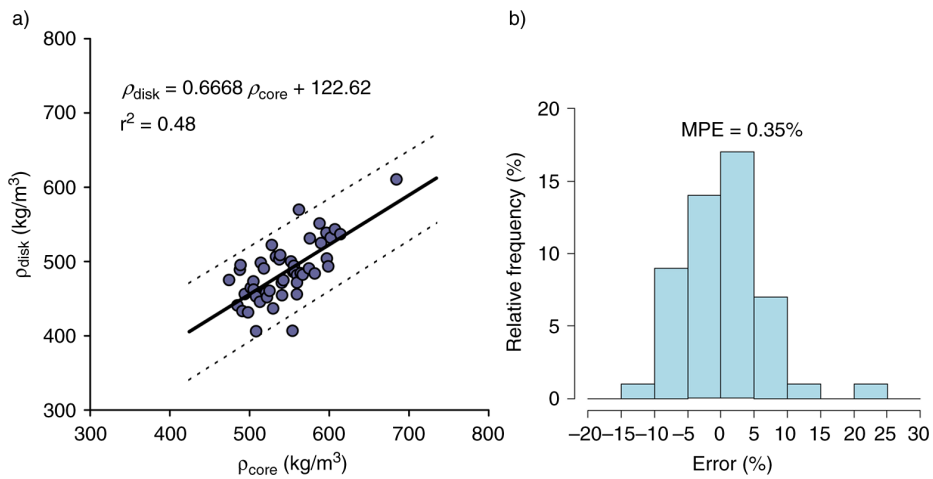 a)
800
700
600
500
400
300
ρdisk (kg/m³)
ρdisk = 0.6668 ρcore + 122.62
r² = 0.48
300 400 500 600 700 800
ρcore (kg/m³)
b)
20
15
10
5
0
Relative frequency (%)
MPE = 0.35%
–20 –15 –10 –5 0 5 10 15 20 25 30
Error (%)